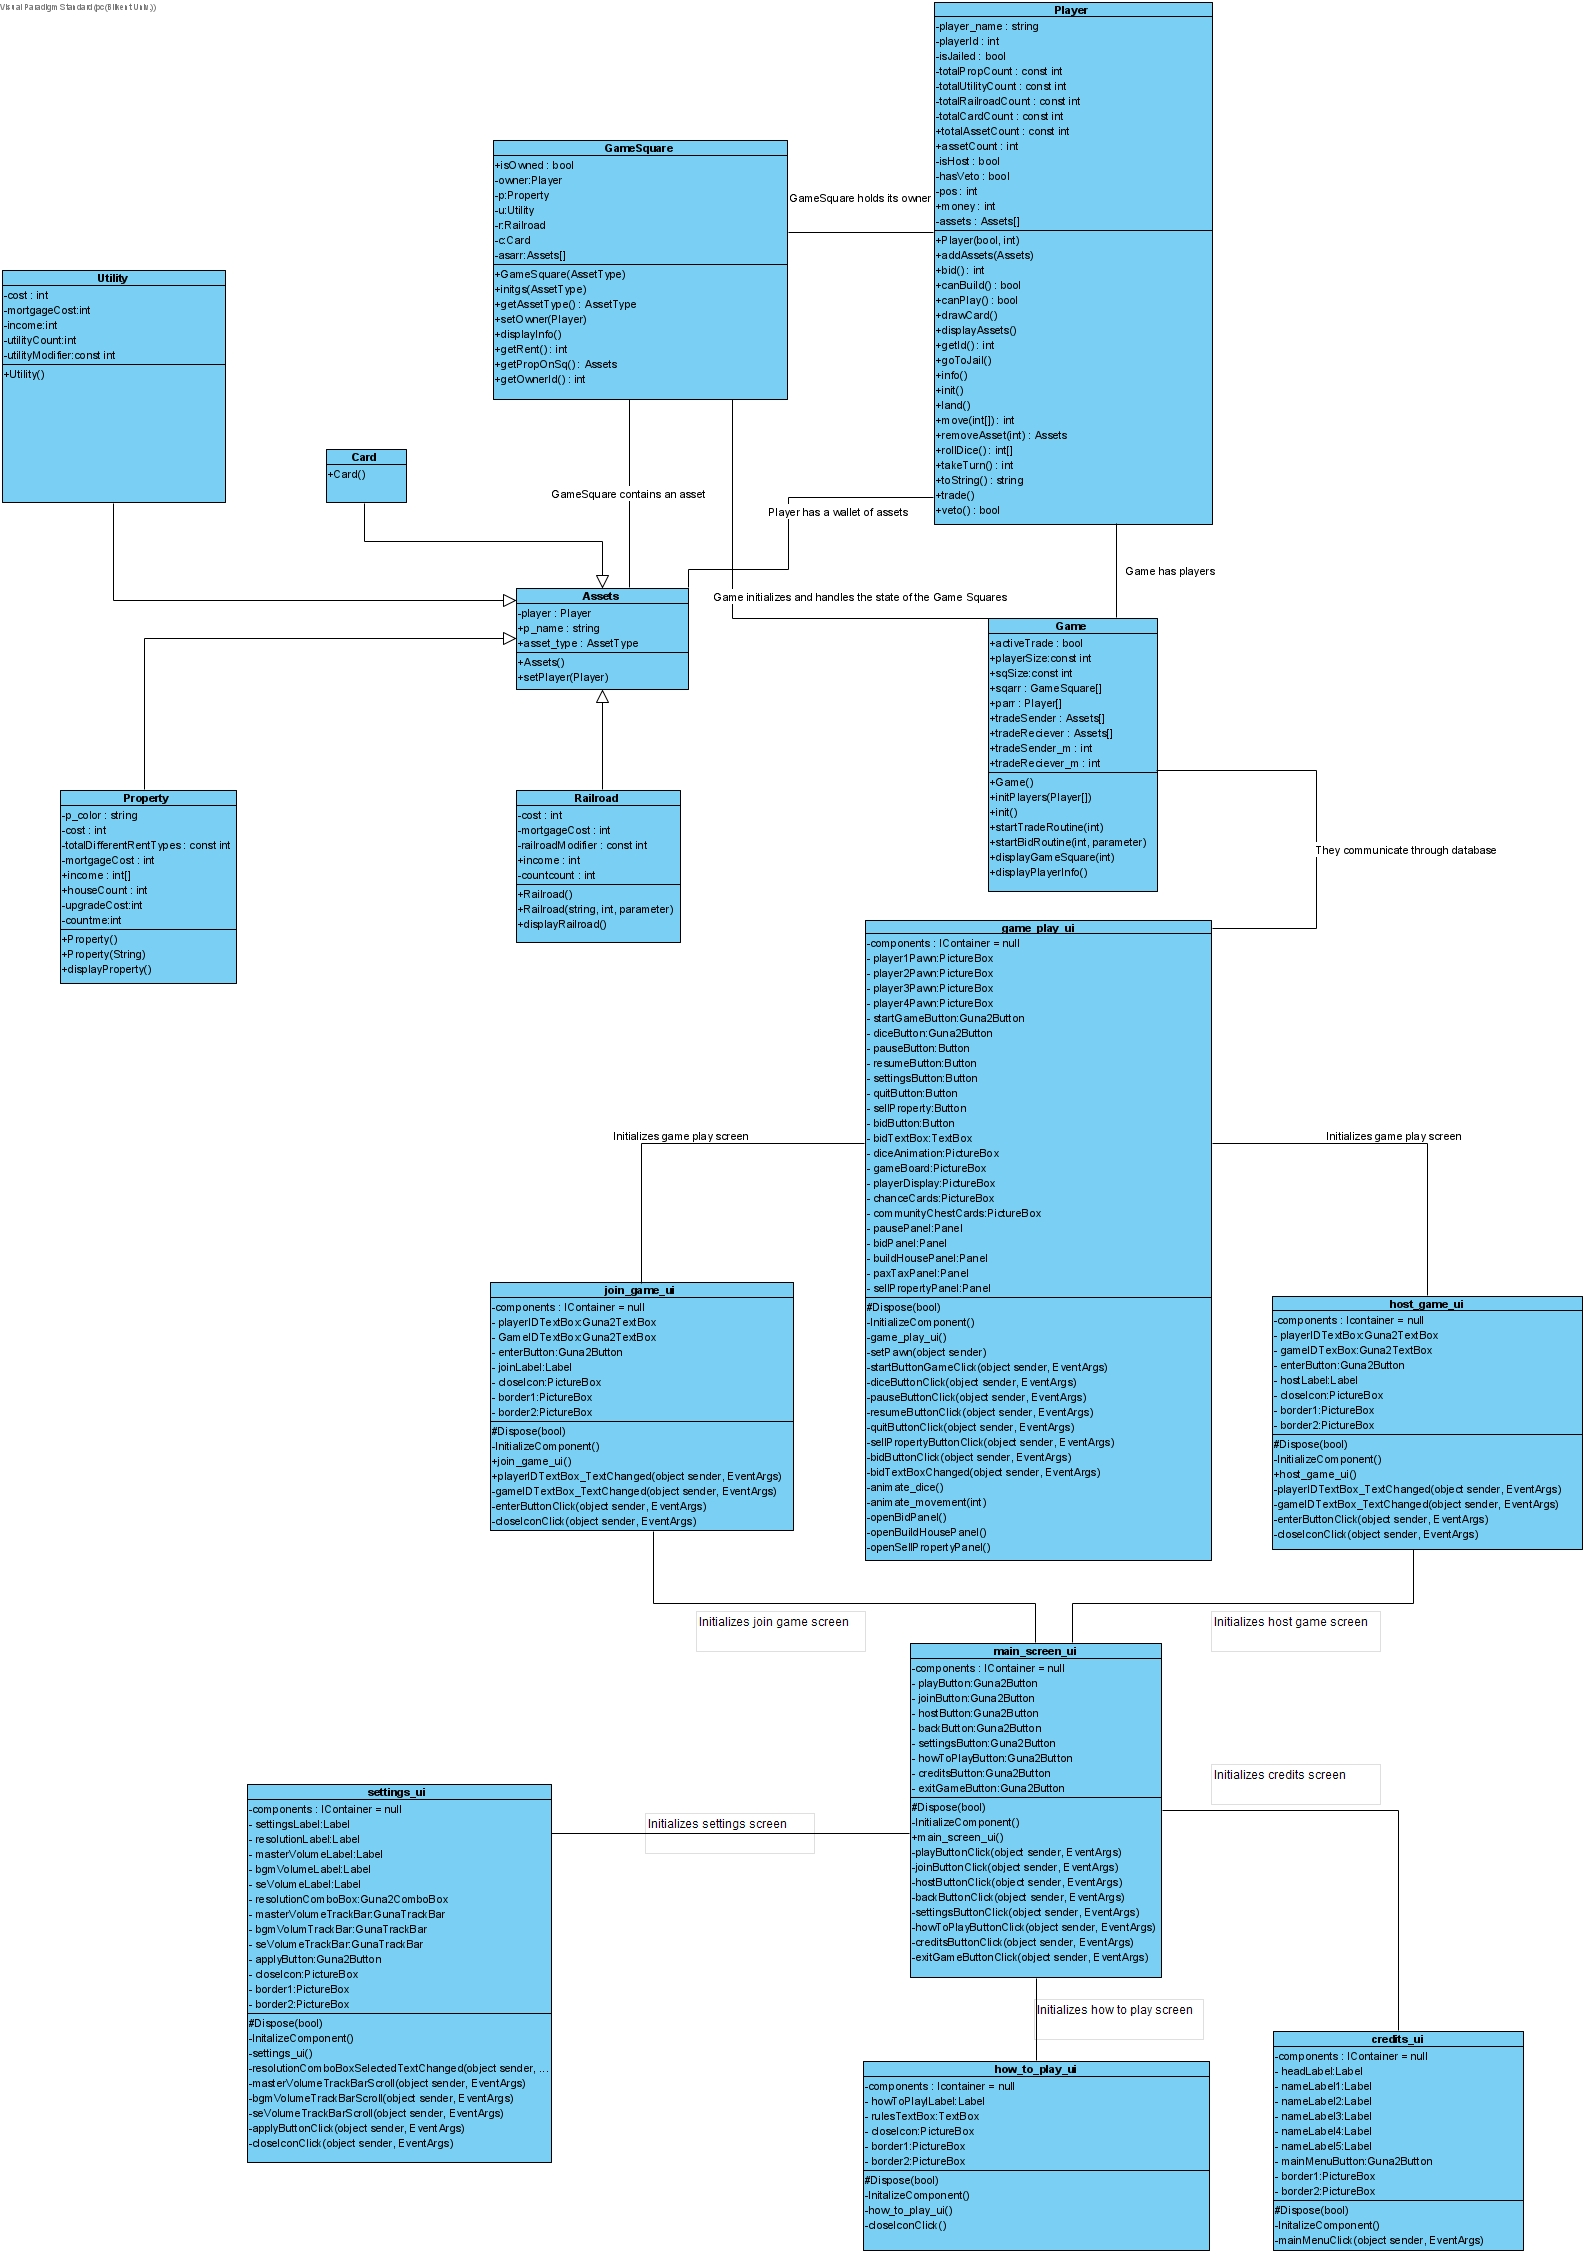 Visual Paradigm Standard(pc(Bilkent Univ.))
Player
-player_name : string
-playerId : int
-isJailed : bool
-totalPropCount : const int
-totalUtilityCount : const int
-totalRailroadCount : const int
-totalCardCount : const int
+totalAssetCount : const int
+assetCount : int
-isHost : bool
-hasVeto : bool
-pos : int
+money : int
-assets : Assets[]
+Player(bool, int)
+addAssets(Assets)
+bid() : int
+canBuild() : bool
+canPlay() : bool
+drawCard()
+displayAssets()
+getId() : int
+goToJail()
+info()
+init()
+land()
+move(int[]) : int
+removeAsset(int) : Assets
+rollDice() : int[]
+takeTurn() : int
+toString() : string
+trade()
+veto() : bool
GameSquare
+isOwned : bool
-owner:Player
-p:Property
-u:Utility
-r:Railroad
-c:Card
-asarr:Assets[]
+GameSquare(AssetType)
+initgs(AssetType)
+getAssetType() : AssetType
+setOwner(Player)
+displayInfo()
+getRent() : int
+getPropOnSq() : Assets
+getOwnerId() : int
GameSquare holds its owner
Utility
-cost : int
-mortgageCost:int
-income:int
-utilityCount:int
-utilityModifier:const int
+Utility()
Card
+Card()
GameSquare contains an asset
Player has a wallet of assets
Game has players
Game initializes and handles the state of the Game Squares
Assets
-player : Player
+p_name : string
+asset_type : AssetType
+Assets()
+setPlayer(Player)
Game
+activeTrade : bool
+playerSize:const int
+sqSize:const int
+sqarr : GameSquare[]
+parr : Player[]
+tradeSender : Assets[]
+tradeReciever : Assets[]
+tradeSender_m : int
+tradeReciever_m : int
+Game()
+initPlayers(Player[])
+init()
+startTradeRoutine(int)
+startBidRoutine(int, parameter)
+displayGameSquare(int)
+displayPlayerInfo()
They communicate through database
Property
-p_color : string
-cost : int
-totalDifferentRentTypes : const int
-mortgageCost : int
+income : int[]
+houseCount : int
-upgradeCost:int
-countme:int
+Property()
+Property(String)
+displayProperty()
Railroad
-cost : int
-mortgageCost : int
-railroadModifier : const int
+income : int
-countcount : int
+Railroad()
+Railroad(string, int, parameter)
+displayRailroad()
game_play_ui
-components : IContainer = null
- player1Pawn:PictureBox
- player2Pawn:PictureBox
- player3Pawn:PictureBox
- player4Pawn:PictureBox
- startGameButton:Guna2Button
- diceButton:Guna2Button
- pauseButton:Button
- resumeButton:Button
- settingsButton:Button
- quitButton:Button
- sellProperty:Button
- bidButton:Button
- bidTextBox:TextBox
- diceAnimation:PictureBox
- gameBoard:PictureBox
- playerDisplay:PictureBox
- chanceCards:PictureBox
- communityChestCards:PictureBox
- pausePanel:Panel
- bidPanel:Panel
- buildHousePanel:Panel
- paxTaxPanel:Panel
- sellPropertyPanel:Panel
#Dispose(bool)
-InitializeComponent()
-game_play_ui()
-setPawn(object sender)
-startButtonGameClick(object sender, EventArgs)
-diceButtonClick(object sender, EventArgs)
-pauseButtonClick(object sender, EventArgs)
-resumeButtonClick(object sender, EventArgs)
-quitButtonClick(object sender, EventArgs)
-sellPropertyButtonClick(object sender, EventArgs)
-bidButtonClick(object sender, EventArgs)
-bidTextBoxChanged(object sender, EventArgs)
-animate_dice()
-animate_movement(int)
-openBidPanel()
-openBuildHousePanel()
-openSellPropertyPanel()
Initializes game play screen
Initializes game play screen
join_game_ui
-components : IContainer = null
- playerIDTextBox:Guna2TextBox
- GameIDTextBox:Guna2TextBox
- enterButton:Guna2Button
- joinLabel:Label
- closeIcon:PictureBox
- border1:PictureBox
- border2:PictureBox
#Dispose(bool)
-InitializeComponent()
+join_game_ui()
+playerIDTextBox_TextChanged(object sender, EventArgs)
-gameIDTextBox_TextChanged(object sender, EventArgs)
-enterButtonClick(object sender, EventArgs)
-closeIconClick(object sender, EventArgs)
host_game_ui
-components : Icontainer = null
- playerIDTextBox:Guna2TextBox
- gameIDTexBox:Guna2TextBox
- enterButton:Guna2Button
- hostLabel:Label
- closeIcon:PictureBox
- border1:PictureBox
- border2:PictureBox
#Dispose(bool)
-InitializeComponent()
+host_game_ui()
-playerIDTextBox_TextChanged(object sender, EventArgs)
-gameIDTextBox_TextChanged(object sender, EventArgs)
-enterButtonClick(object sender, EventArgs)
-closeIconClick(object sender, EventArgs)
Initializes join game screen
Initializes host game screen
main_screen_ui
-components : IContainer = null
- playButton:Guna2Button
- joinButton:Guna2Button
- hostButton:Guna2Button
- backButton:Guna2Button
- settingsButton:Guna2Button
- howToPlayButton:Guna2Button
- creditsButton:Guna2Button
- exitGameButton:Guna2Button
#Dispose(bool)
-InitializeComponent()
+main_screen_ui()
-playButtonClick(object sender, EventArgs)
-joinButtonClick(object sender, EventArgs)
-hostButtonClick(object sender, EventArgs)
-backButtonClick(object sender, EventArgs)
-settingsButtonClick(object sender, EventArgs)
-howToPlayButtonClick(object sender, EventArgs)
-creditsButtonClick(object sender, EventArgs)
-exitGameButtonClick(object sender, EventArgs)
Initializes credits screen
Initializes settings screen
settings_ui
-components : IContainer = null
- settingsLabel:Label
- resolutionLabel:Label
- masterVolumeLabel:Label
- bgmVolumeLabel:Label
- seVolumeLabel:Label
- resolutionComboBox:Guna2ComboBox
- masterVolumeTrackBar:GunaTrackBar
- bgmVolumTrackBar:GunaTrackBar
- seVolumeTrackBar:GunaTrackBar
- applyButton:Guna2Button
- closeIcon:PictureBox
- border1:PictureBox
- border2:PictureBox
#Dispose(bool)
-InitalizeComponent()
-settings_ui()
-resolutionComboBoxSelectedTextChanged(object sender, ...
-masterVolumeTrackBarScroll(object sender, EventArgs)
-bgmVolumeTrackBarScroll(object sender, EventArgs)
-seVolumeTrackBarScroll(object sender, EventArgs)
-applyButtonClick(object sender, EventArgs)
-closeIconClick(object sender, EventArgs)
Initializes how to play screen
how_to_play_ui
-components : Icontainer = null
- howToPlaylLabel:Label
- rulesTextBox:TextBox
- closeIcon:PictureBox
- border1:PictureBox
- border2:PictureBox
#Dispose(bool)
-InitalizeComponent()
-how_to_play_ui()
-closeIconClick()
credits_ui
-components : IContainer = null
- headLabel:Label
- nameLabel1:Label
- nameLabel2:Label
- nameLabel3:Label
- nameLabel4:Label
- nameLabel5:Label
- mainMenuButton:Guna2Button
- border1:PictureBox
- border2:PictureBox
#Dispose(bool)
-InitalizeComponent()
-mainMenuClick(object sender, EventArgs)